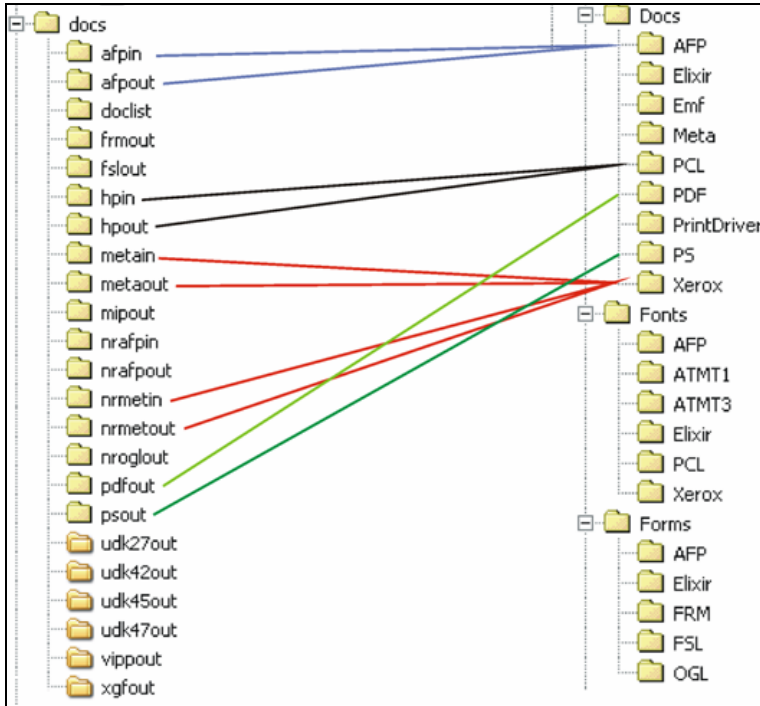 docs
afpin
afpout
doclist
frmout
fslout
hpin
hpout
metain
metaout
mipout
nrafpin
nrafpout
nrmetin
nrmetout
nroglout
pdfout
psout
udk27out
udk42out
udk45out
udk47out
vippout
xgfout
Docs
AFP
Elixir
Emf
Meta
PCL
PDF
PrintDriver
PS
Xerox
Fonts
AFP
ATMT1
ATMT3
Elixir
PCL
Xerox
Forms
AFP
Elixir
FRM
FSL
OGL